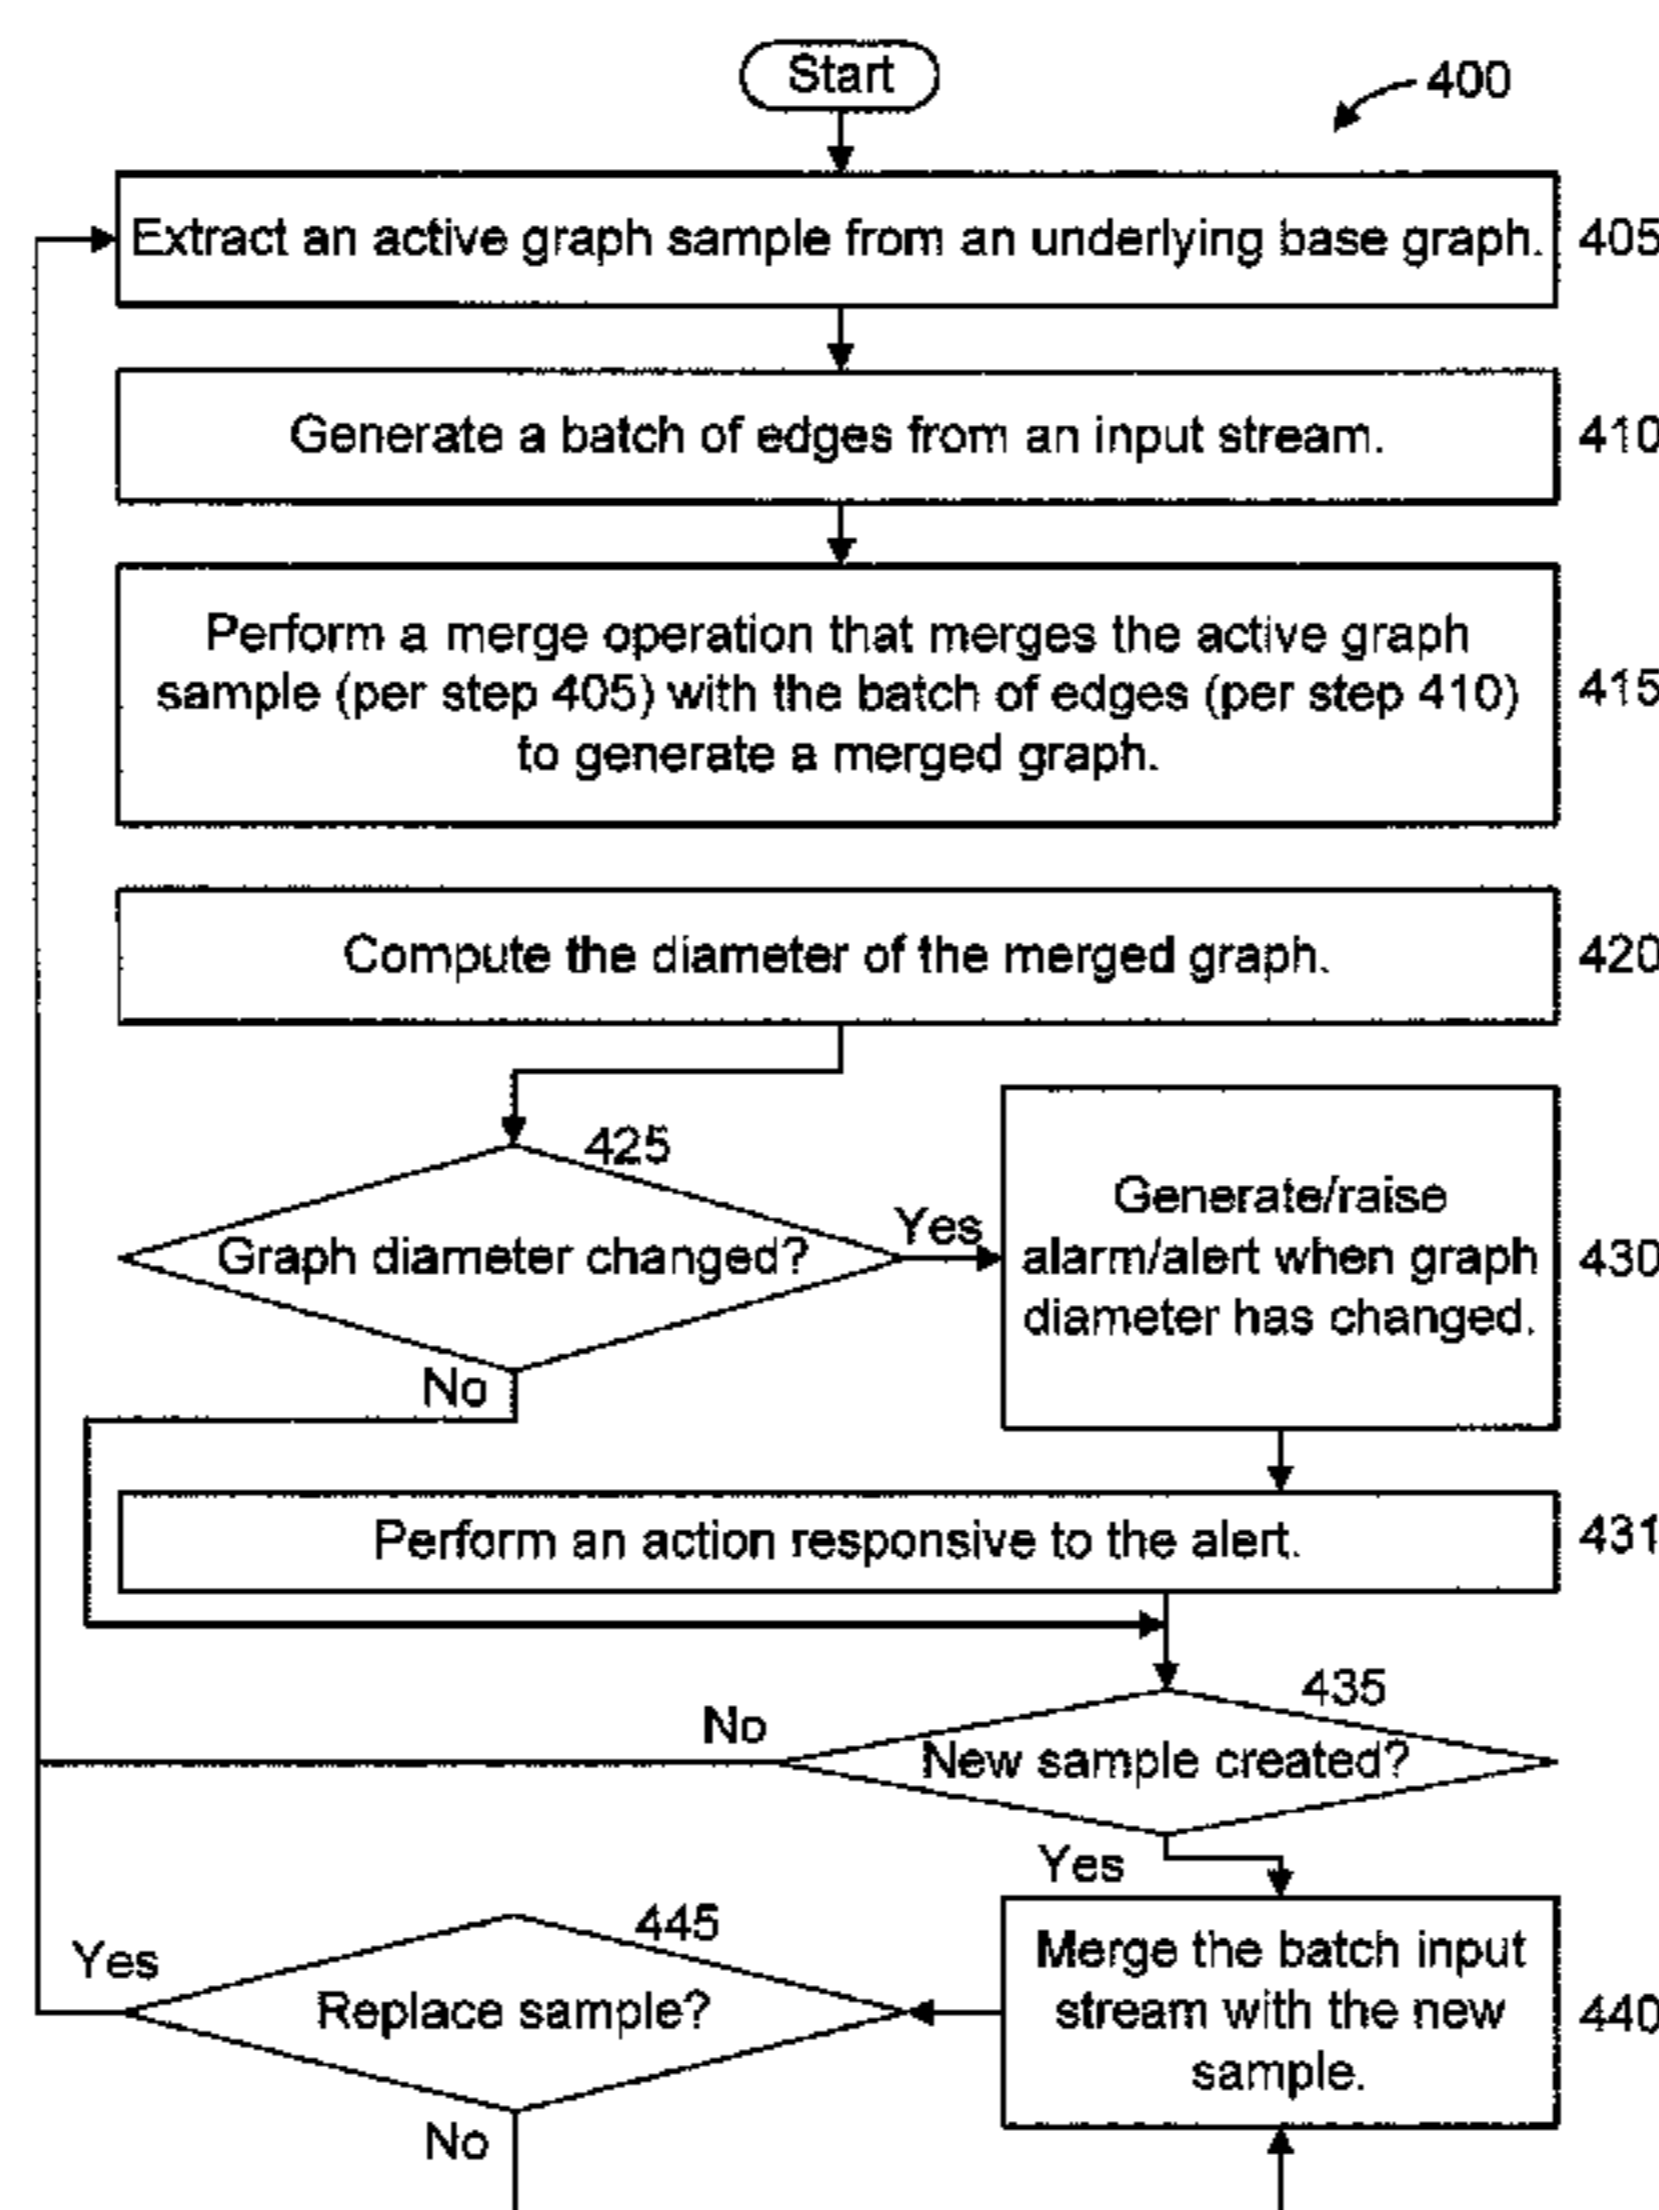 Start
400
Extract an active graph sample from an underlying base graph.
405
Generate a batch of edges from an input stream.
410
Perform a merge operation that merges the active graph
sample (per step 405) with the batch of edges (per step 410)
to generate a merged graph.
415
Compute the diameter of the merged graph.
420
425
Graph diameter changed?
Yes
No
Generate/raise
alarm/alert when graph
diameter has changed.
430
Perform an action responsive to the alert.
431
435
New sample created?
No
Yes
Merge the batch input
stream with the new
sample.
440
445
Replace sample?
Yes
No